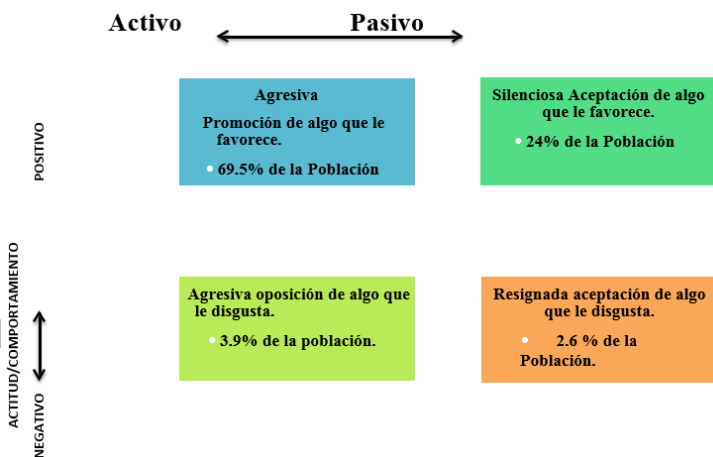 Activo
Pasivo
POSITIVO
Agresiva
Promoción de algo que le
favorece.
• 69.5% de la Población
Silenciosa Aceptación de algo
que le favorece.
• 24% de la Población
ACTITUD/COMPORTAMIENTO
NEGATIVO
Agresiva oposición de algo que
le disgusta.
• 3.9% de la población.
Resignada aceptación de algo
que le disgusta.
• 2.6 % de la
Población.